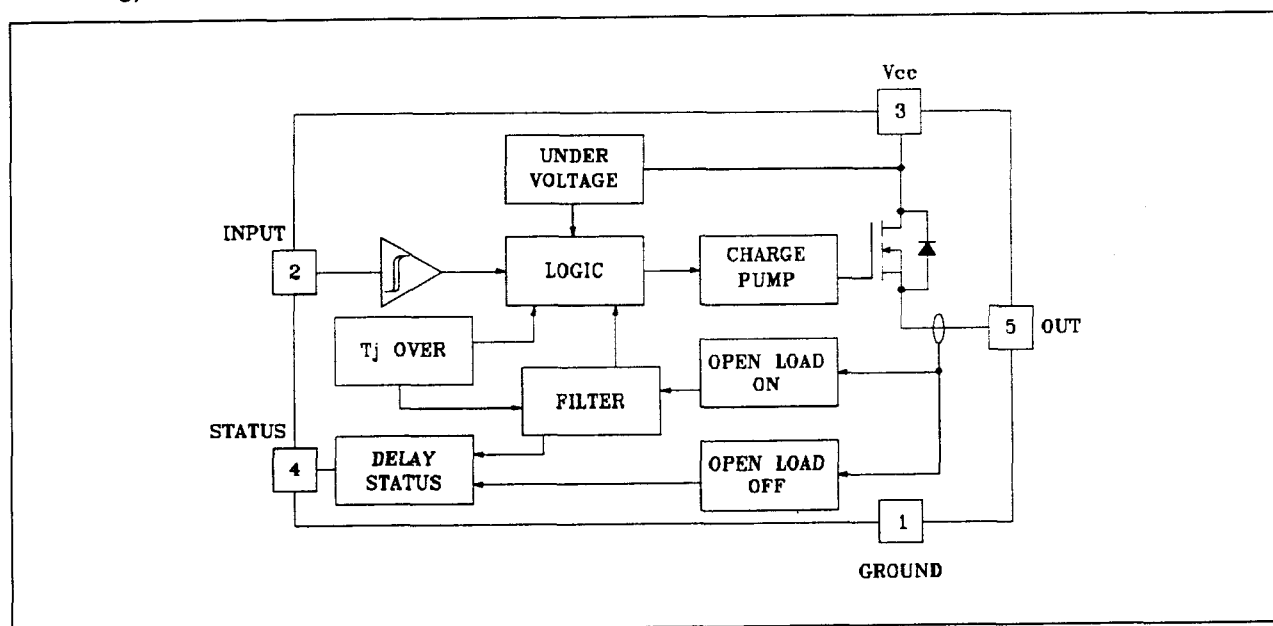 Vcc
3
UNDER
VOLTAGE
INPUT
2
LOGIC
CHARGE
PUMP
5
OUT
Tj OVER
OPEN LOAD
ON
FILTER
STATUS
4
DELAY
STATUS
OPEN LOAD
OFF
1
GROUND